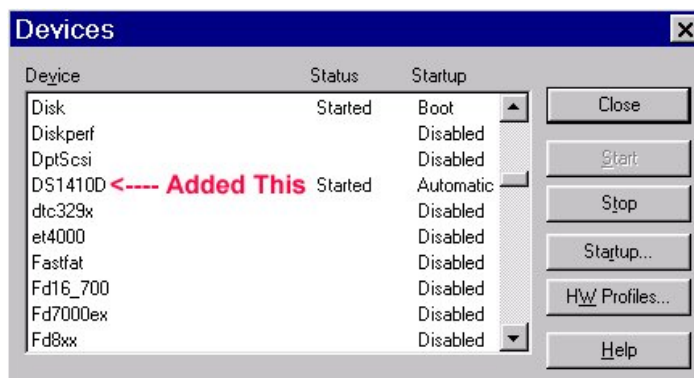 Devices
Device Status Startup
Disk Started Boot
Diskperf Disabled
DptScsi Disabled
DS1410D <---- Added This Started Automatic
dtc329x Disabled
et4000 Disabled
Fastfat Disabled
Fd16_700 Disabled
Fd7000ex Disabled
Fd8xx Disabled
Close
Start
Stop
Startup...
HW Profiles...
Help